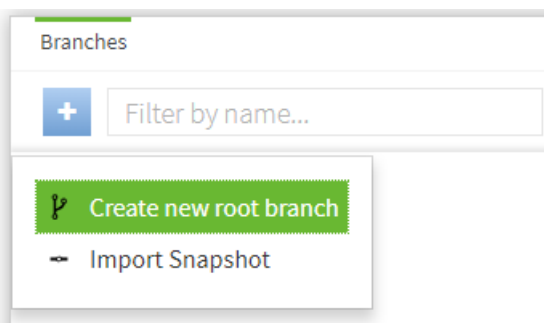 Branches
+ Filter by name...
Create new root branch
Import Snapshot